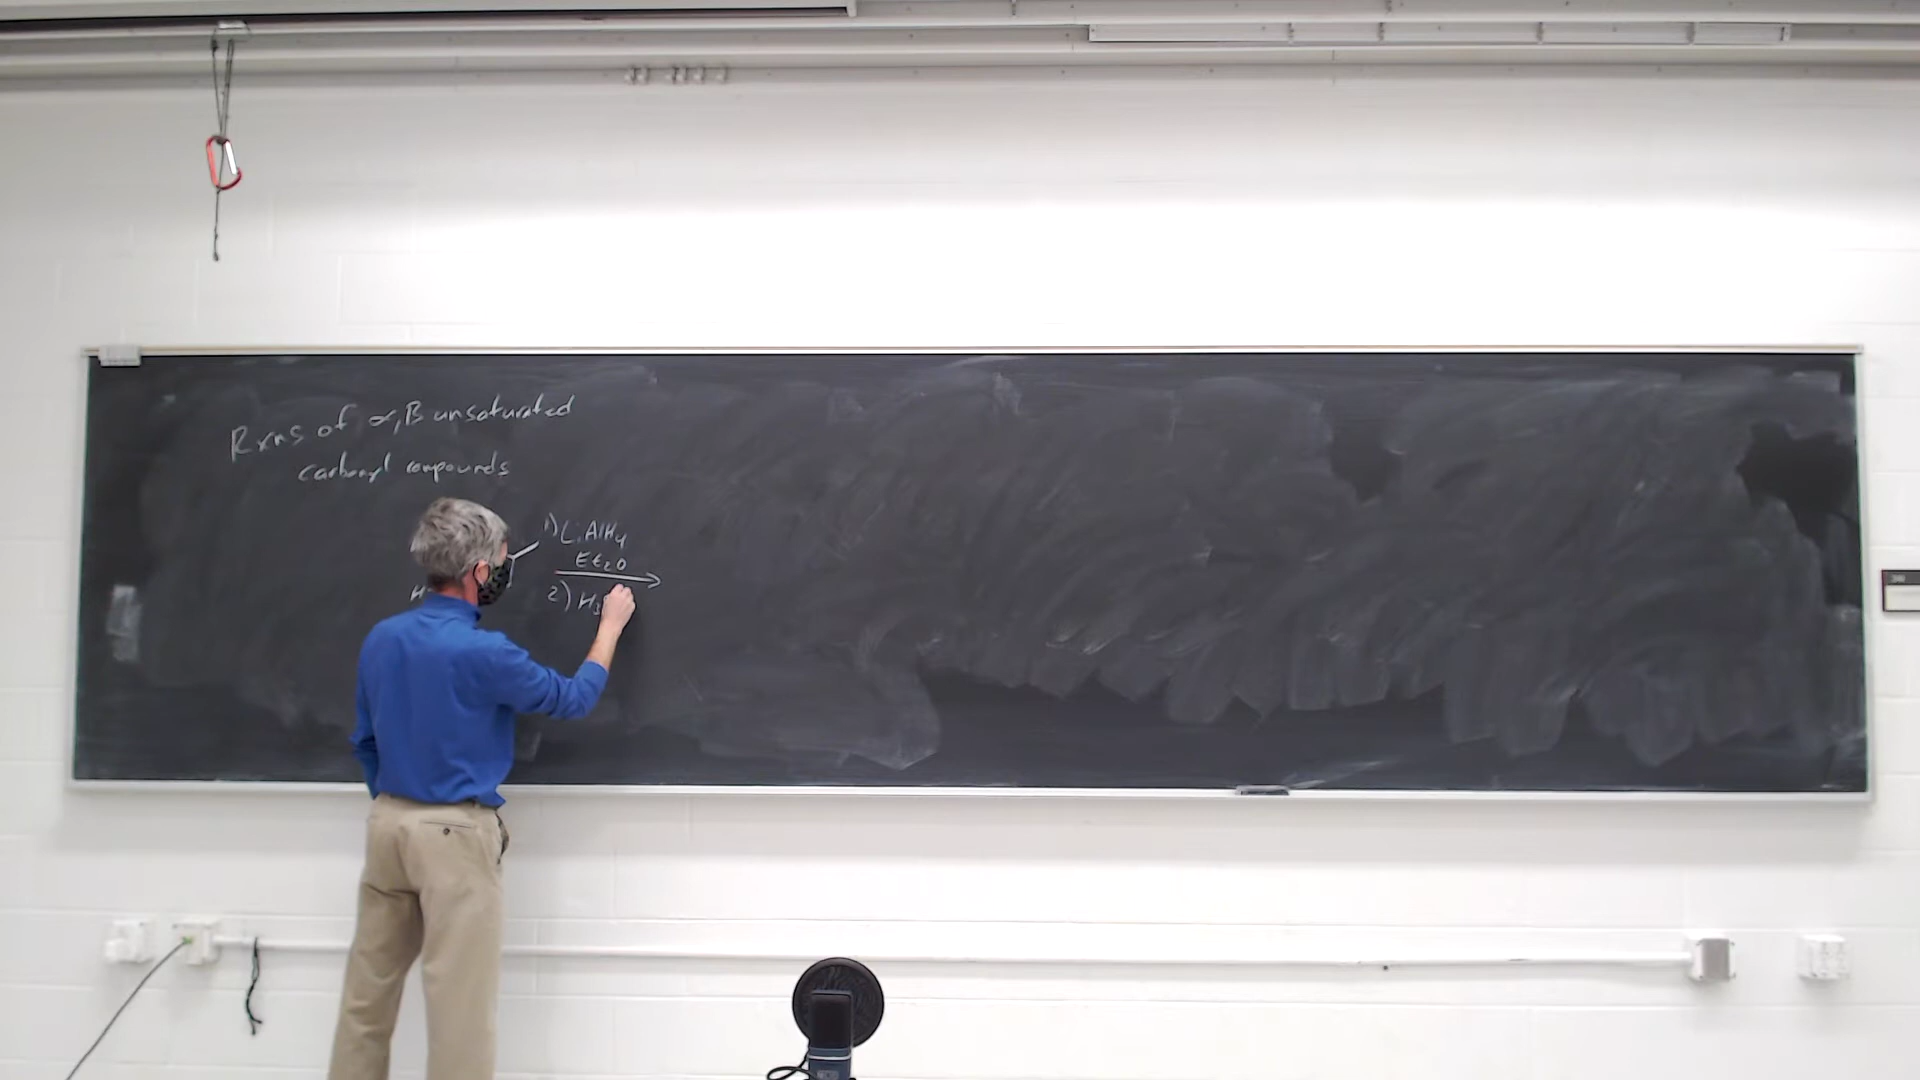 Rxns of α,β unsaturated
carbonyl compounds
1) LiAlH4
Et2O
H
2) H3